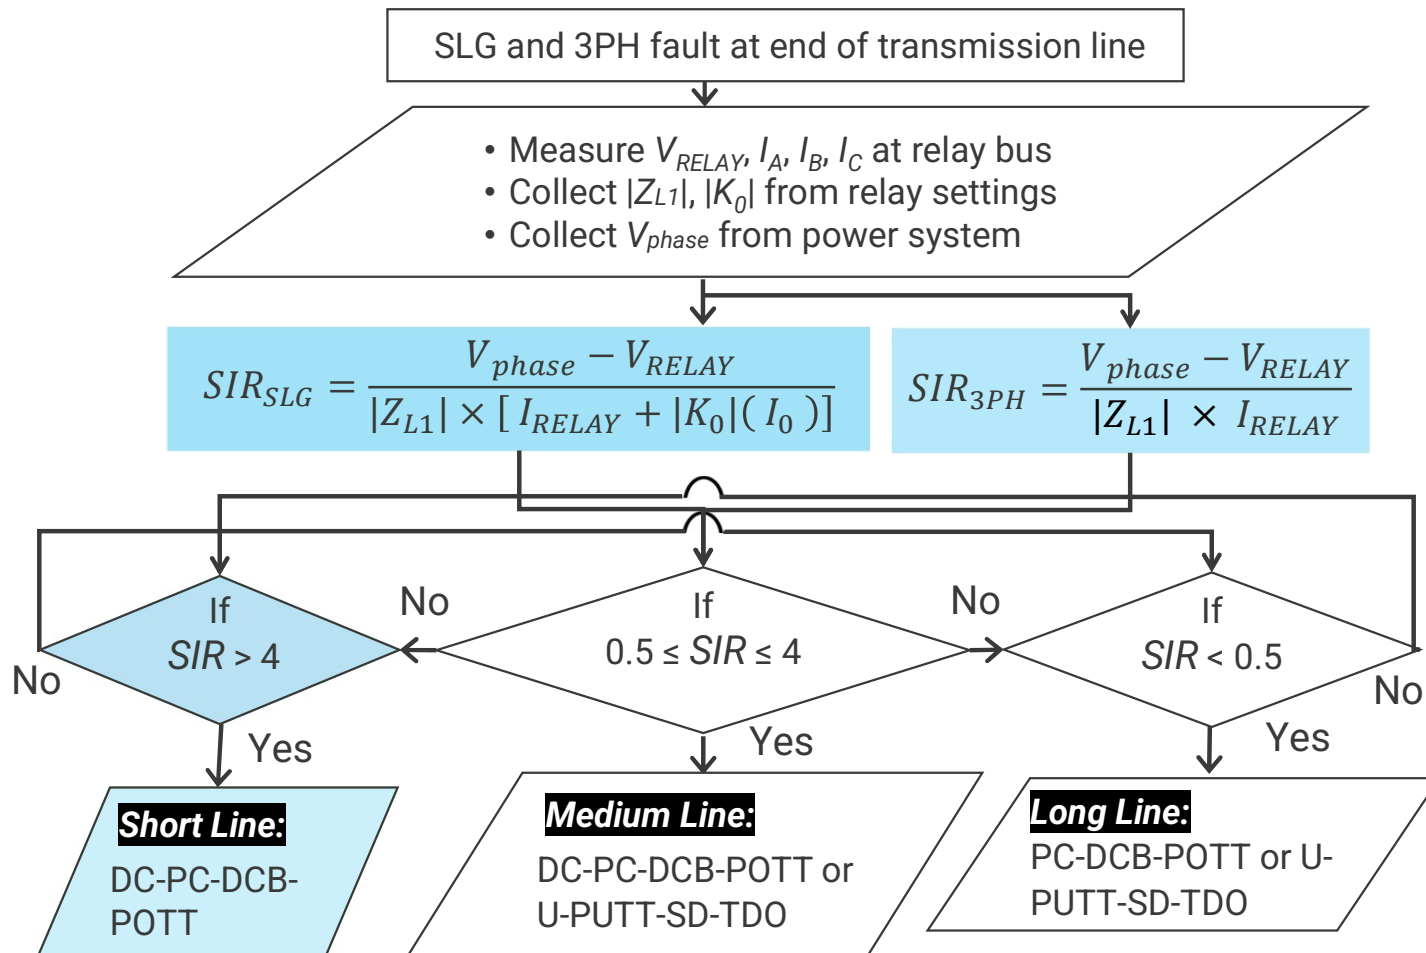 SLG and 3PH fault at end of transmission line
• Measure V_RELAY, I_A, I_B, I_C at relay bus
• Collect |Z_L1|, |K_0| from relay settings
• Collect V_phase from power system
SIR_SLG = (V_phase − V_RELAY) / (|Z_L1| × [ I_RELAY + |K_0|( I_0 )])
SIR_3PH = (V_phase − V_RELAY) / (|Z_L1| × I_RELAY)
If
SIR > 4
No
No
If
0.5 ≤ SIR ≤ 4
No
If
SIR < 0.5
No
Yes
Yes
Yes
Short Line:
DC-PC-DCB-
POTT
Medium Line:
DC-PC-DCB-POTT or
U-PUTT-SD-TDO
Long Line:
PC-DCB-POTT or U-
PUTT-SD-TDO